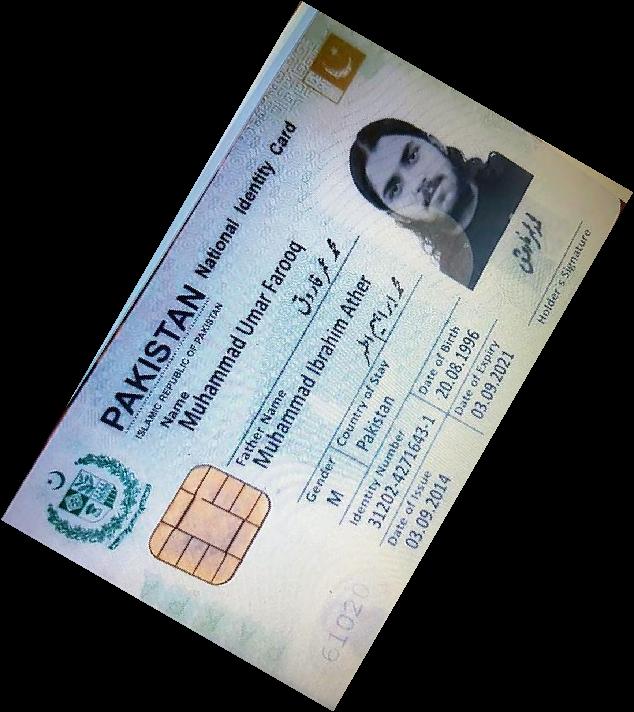 PAKISTAN National Identity Card
ISLAMIC REPUBLIC OF PAKISTAN
Name
Muhammad Umar Farooq
محمد عمر فاروق
Father Name
Muhammad Ibrahim Ather
محمد ابراہیم اطہر
Gender Country of Stay
M Pakistan
Identity Number Date of Birth
31202-4271643-1 20.08.1996
Date of Issue Date of Expiry
03.09.2014 03.09.2021
Holder's Signature